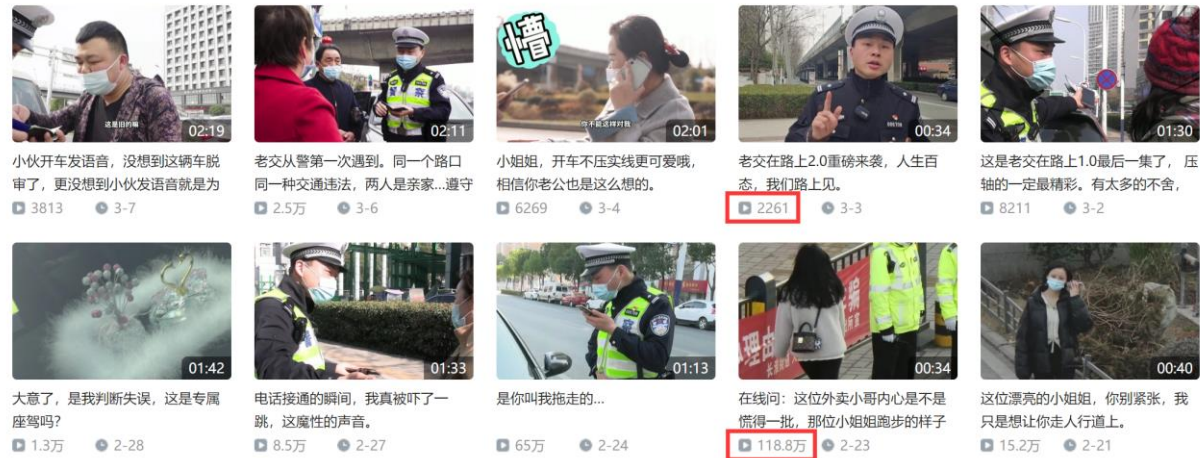 这是旧的嘛
02:19
警察
02:11
懵
你不能这样对我
02:01
00:34
01:30
小伙开车发语音，没想到这辆车脱
审了，更没想到小伙发语音就是为
老交从警第一次遇到。同一个路口
同一种交通违法，两人是亲家...遵守
小姐姐，开车不压实线更可爱哦，
相信你老公也是这么想的。
老交在路上2.0重磅来袭，人生百
态，我们路上见。
这是老交在路上1.0最后一集了， 压
轴的一定最精彩。有太多的不舍，
3813 3-7
2.5万 3-6
6269 3-4
2261 3-3
8211 3-2
01:42
01:33
01:13
00:34
00:40
大意了，是我判断失误，这是专属
座驾吗?
电话接通的瞬间，我真被吓了一
跳，这魔性的声音。
是你叫我拖走的...
在线问：这位外卖小哥内心是不是
慌得一批，那位小姐姐跑步的样子
这位漂亮的小姐姐，你别紧张，我
只是想让你走人行道上。
1.3万 2-28
8.5万 2-27
65万 2-24
118.8万 2-23
15.2万 2-21